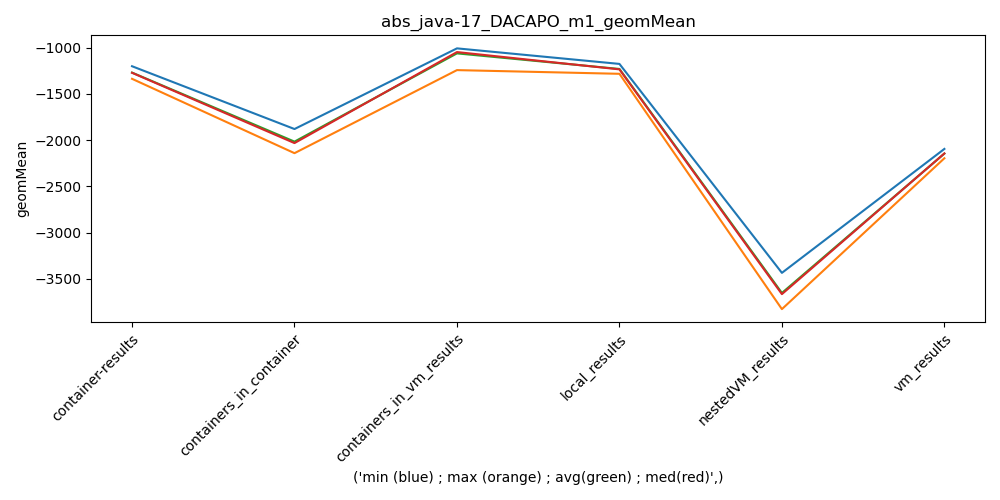 abs_java-17_DACAPO_m1_geomMean
geomMean
−1000
−1500
−2000
−2500
−3000
−3500
container-results
containers_in_container
containers_in_vm_results
local_results
nestedVM_results
vm_results
('min (blue) ; max (orange) ; avg(green) ; med(red)',)